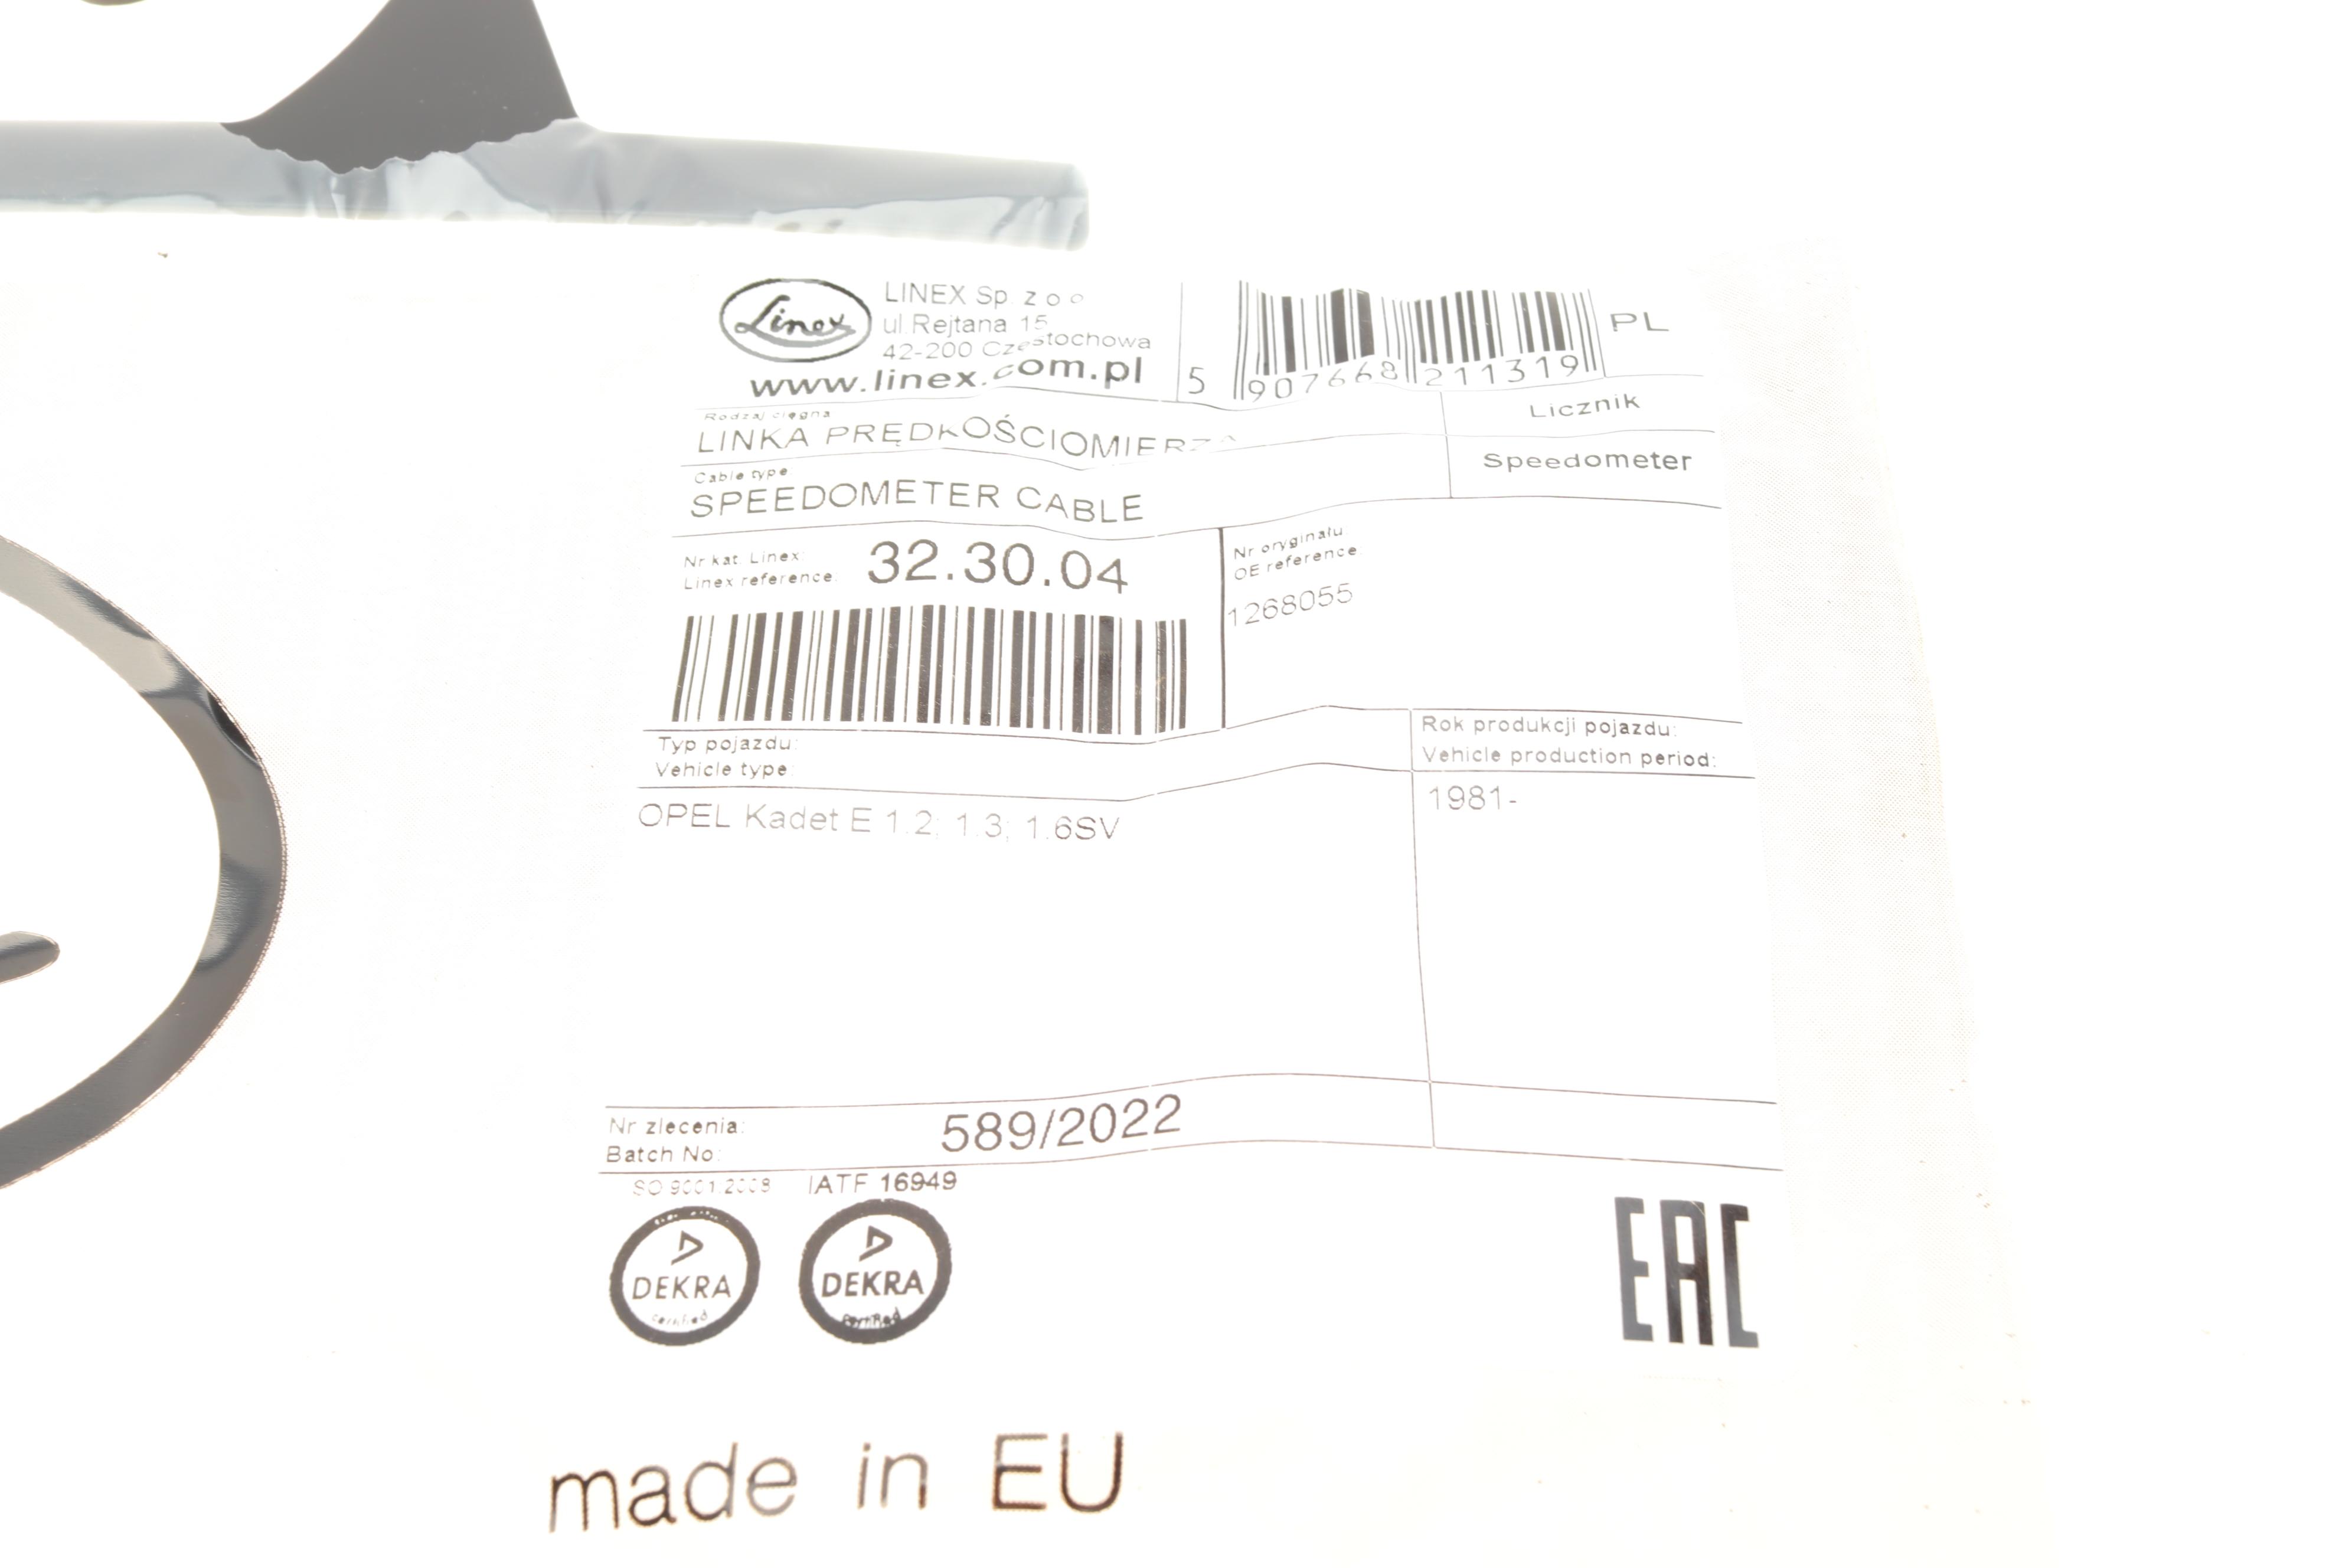 Linex
LINEX Sp. z o o
ul.Rejtana 15
42-200 Częstochowa
www.linex.com.pl
5 907668 211319
PL
Rodzaj cięgna
LINKA PRĘDKOŚCIOMIERZA
Licznik
Cable type
SPEEDOMETER CABLE
Speedometer
Nr kat. Linex:
Linex reference:
32.30.04
Nr oryginału
OE reference:
1268055
Typ pojazdu:
Vehicle type:
Rok produkcji pojazdu:
Vehicle production period:
OPEL Kadet E 1.2; 1.3; 1.6SV
1981-
Nr zlecenia:
Batch No:
589/2022
ISO 9001:2008
IATF 16949
DEKRA
certified
DEKRA
certified
EAC
made in EU